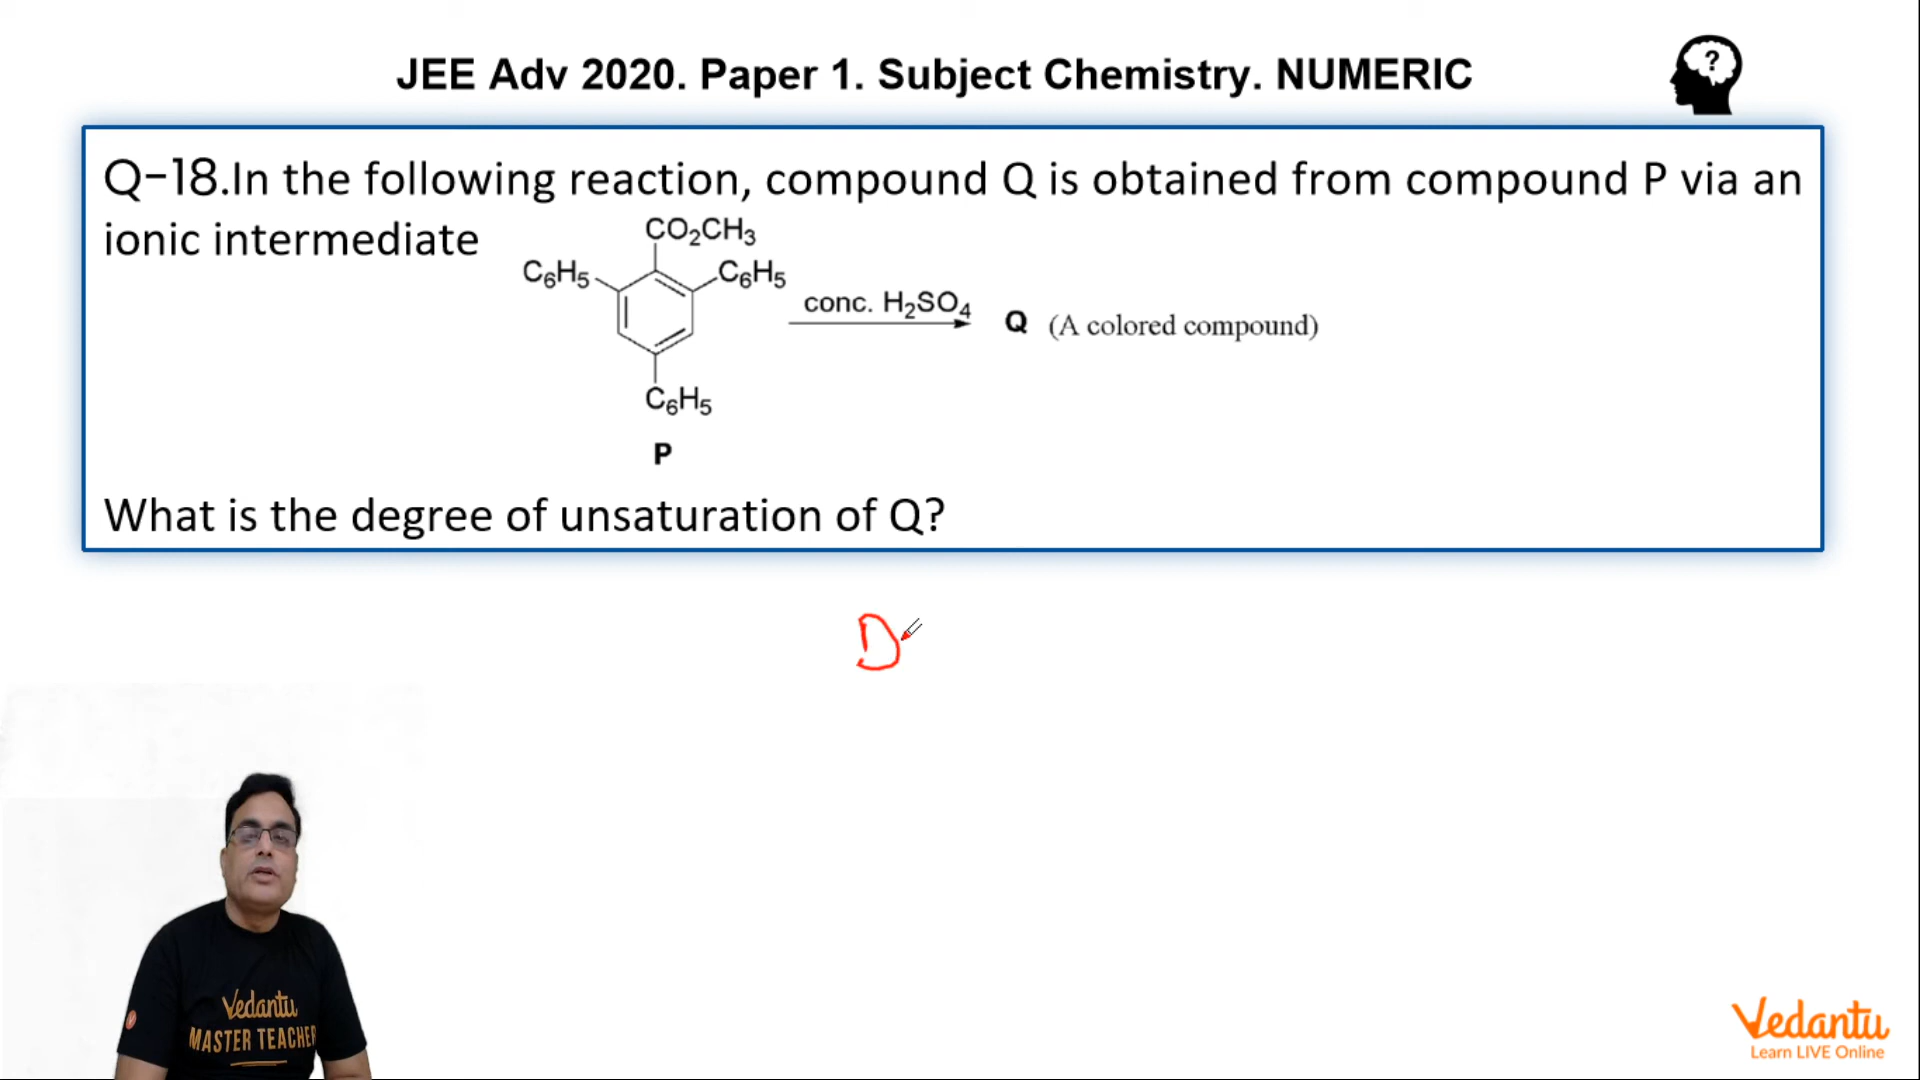 JEE Adv 2020. Paper 1. Subject Chemistry. NUMERIC
?
Q-18.In the following reaction, compound Q is obtained from compound P via an
ionic intermediate
CO₂CH₃
C₆H₅
C₆H₅
conc. H₂SO₄
Q (A colored compound)
C₆H₅
P
What is the degree of unsaturation of Q?
D
Vedantu
MASTER TEACHER
Vedantu
Learn LIVE Online